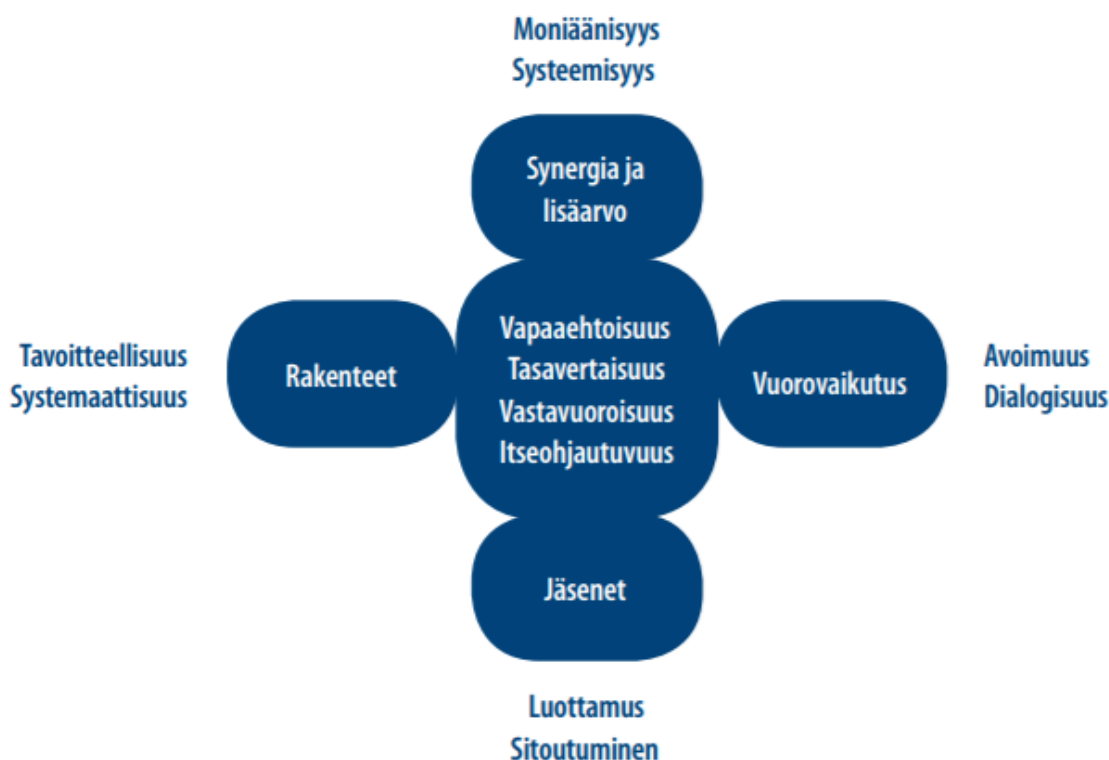 Moniäänisyys
Systeemisyys
Synergia ja
lisäarvo
Tavoitteellisuus
Systemaattisuus
Rakenteet
Vapaaehtoisuus
Tasavertaisuus
Vastavuoroisuus
Itseohjautuvuus
Vuorovaikutus
Avoimuus
Dialogisuus
Jäsenet
Luottamus
Sitoutuminen